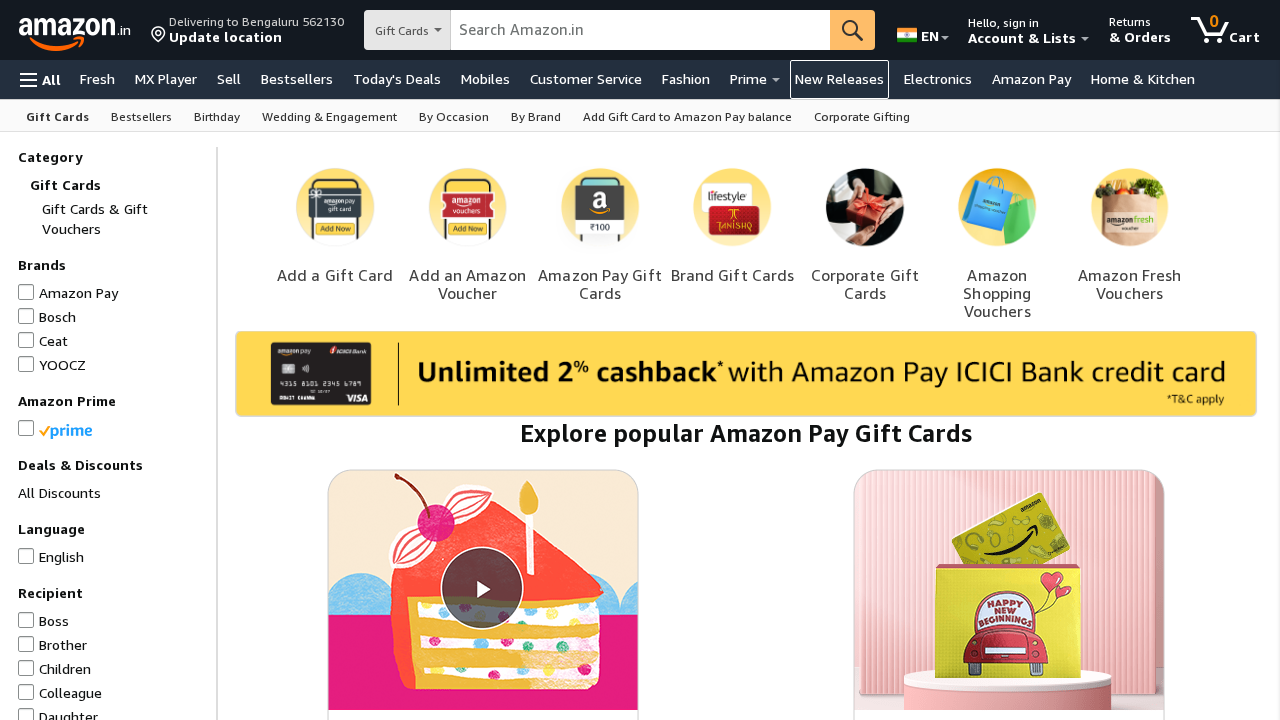 amazon.in
Delivering to Bengaluru 562130
Update location
Gift Cards
Search Amazon.in
EN
Hello, sign in
Account & Lists
Returns
& Orders
0
Cart
All
Fresh
MX Player
Sell
Bestsellers
Today's Deals
Mobiles
Customer Service
Fashion
Prime
New Releases
Electronics
Amazon Pay
Home & Kitchen
Gift Cards
Bestsellers
Birthday
Wedding & Engagement
By Occasion
By Brand
Add Gift Card to Amazon Pay balance
Corporate Gifting
Category
Gift Cards
Gift Cards & Gift
Vouchers
Brands
Amazon Pay
Bosch
Ceat
YOOCZ
Amazon Prime
prime
Deals & Discounts
All Discounts
Language
English
Recipient
Boss
Brother
Children
Colleague
Daughter
amazon pay
gift card
Add Now
Add a Gift Card
amazon
vouchers
Add Now
Add an Amazon
Voucher
a
₹100
Amazon Pay Gift
Cards
lifestyle
TANISHQ
Brand Gift Cards
Corporate Gift
Cards
Amazon
Shopping
Vouchers
amazonfresh
voucher
Amazon Fresh
Vouchers
amazon pay
ICICI Bank
4315 8101 2345 6789
VISA
Unlimited 2% cashback* with Amazon Pay ICICI Bank credit card
*T&C apply
Explore popular Amazon Pay Gift Cards
amazon
HAPPY
NEW
BEGINNINGS